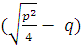 (√(p²/4) − q)